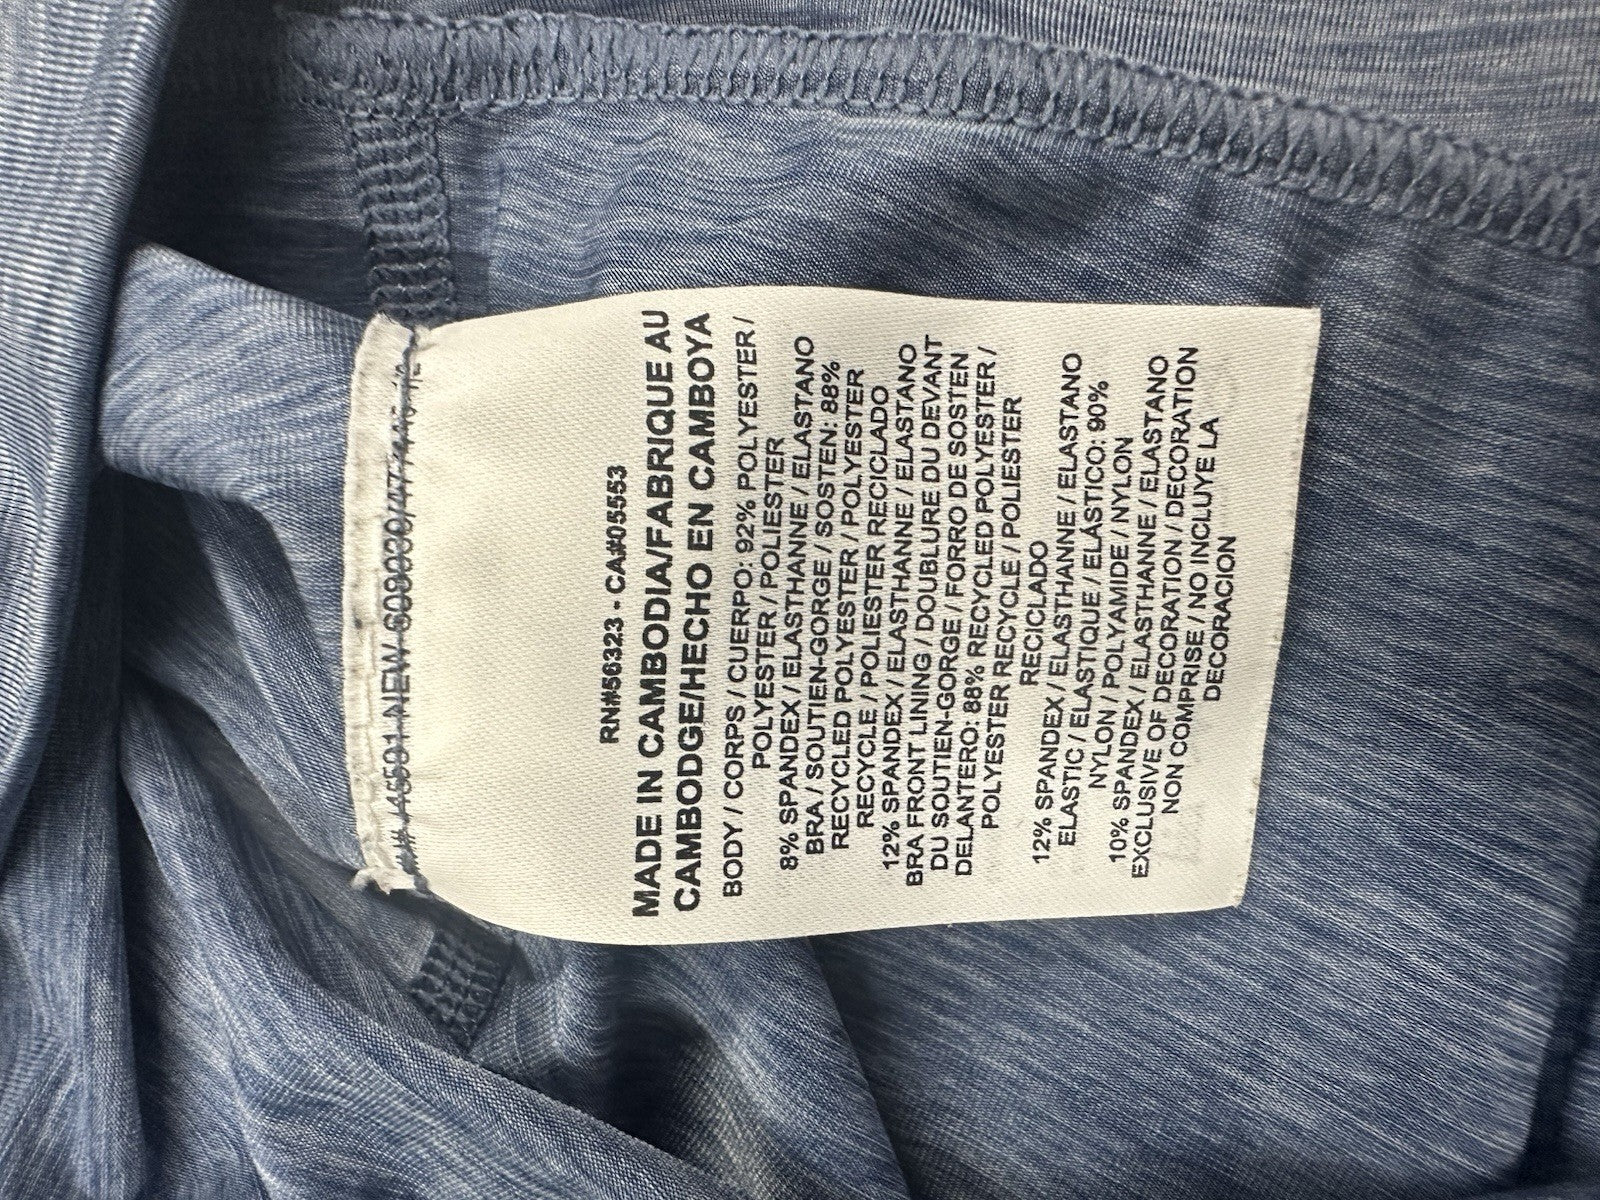 RN#56323 - CA#05553
MADE IN CAMBODIA/FABRIQUE AU
CAMBODGE/HECHO EN CAMBOYA
BODY / CORPS / CUERPO: 92% POLYESTER /
POLYESTER / POLIESTER
8% SPANDEX / ELASTHANNE / ELASTANO
BRA / SOUTIEN-GORGE / SOSTEN: 88%
RECYCLED POLYESTER / POLYESTER
RECYCLE / POLIESTER RECICLADO
12% SPANDEX / ELASTHANNE / ELASTANO
BRA FRONT LINING / DOUBLURE DU DEVANT
DU SOUTIEN-GORGE / FORRO DE SOSTEN
DELANTERO: 88% RECYCLED POLYESTER /
POLYESTER RECYCLE / POLIESTER
RECICLADO
12% SPANDEX / ELASTHANNE / ELASTANO
ELASTIC / ELASTIQUE / ELASTICO: 90%
NYLON / POLYAMIDE / NYLON
10% SPANDEX / ELASTHANNE / ELASTANO
EXCLUSIVE OF DECORATION / DECORATION
NON COMPRISE / NO INCLUYE LA
DECORACION